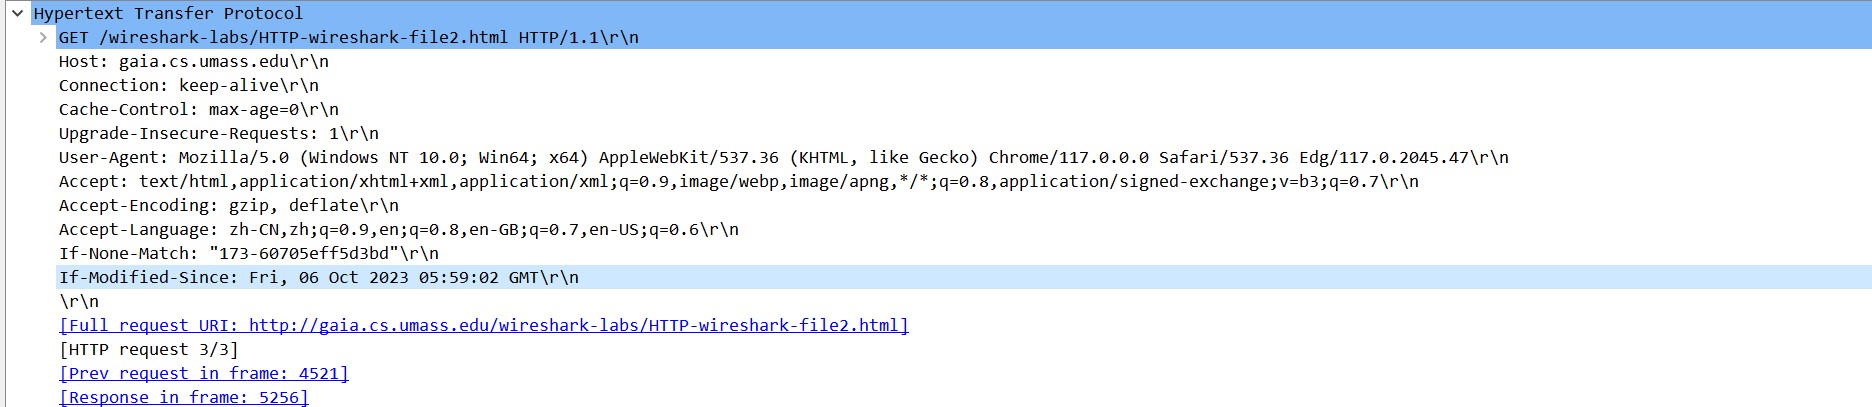 Hypertext Transfer Protocol
GET /wireshark-labs/HTTP-wireshark-file2.html HTTP/1.1\r\n
Host: gaia.cs.umass.edu\r\n
Connection: keep-alive\r\n
Cache-Control: max-age=0\r\n
Upgrade-Insecure-Requests: 1\r\n
User-Agent: Mozilla/5.0 (Windows NT 10.0; Win64; x64) AppleWebKit/537.36 (KHTML, like Gecko) Chrome/117.0.0.0 Safari/537.36 Edg/117.0.2045.47\r\n
Accept: text/html,application/xhtml+xml,application/xml;q=0.9,image/webp,image/apng,*/*;q=0.8,application/signed-exchange;v=b3;q=0.7\r\n
Accept-Encoding: gzip, deflate\r\n
Accept-Language: zh-CN,zh;q=0.9,en;q=0.8,en-GB;q=0.7,en-US;q=0.6\r\n
If-None-Match: "173-60705eff5d3bd"\r\n
If-Modified-Since: Fri, 06 Oct 2023 05:59:02 GMT\r\n
\r\n
[Full request URI: http://gaia.cs.umass.edu/wireshark-labs/HTTP-wireshark-file2.html]
[HTTP request 3/3]
[Prev request in frame: 4521]
[Response in frame: 5256]